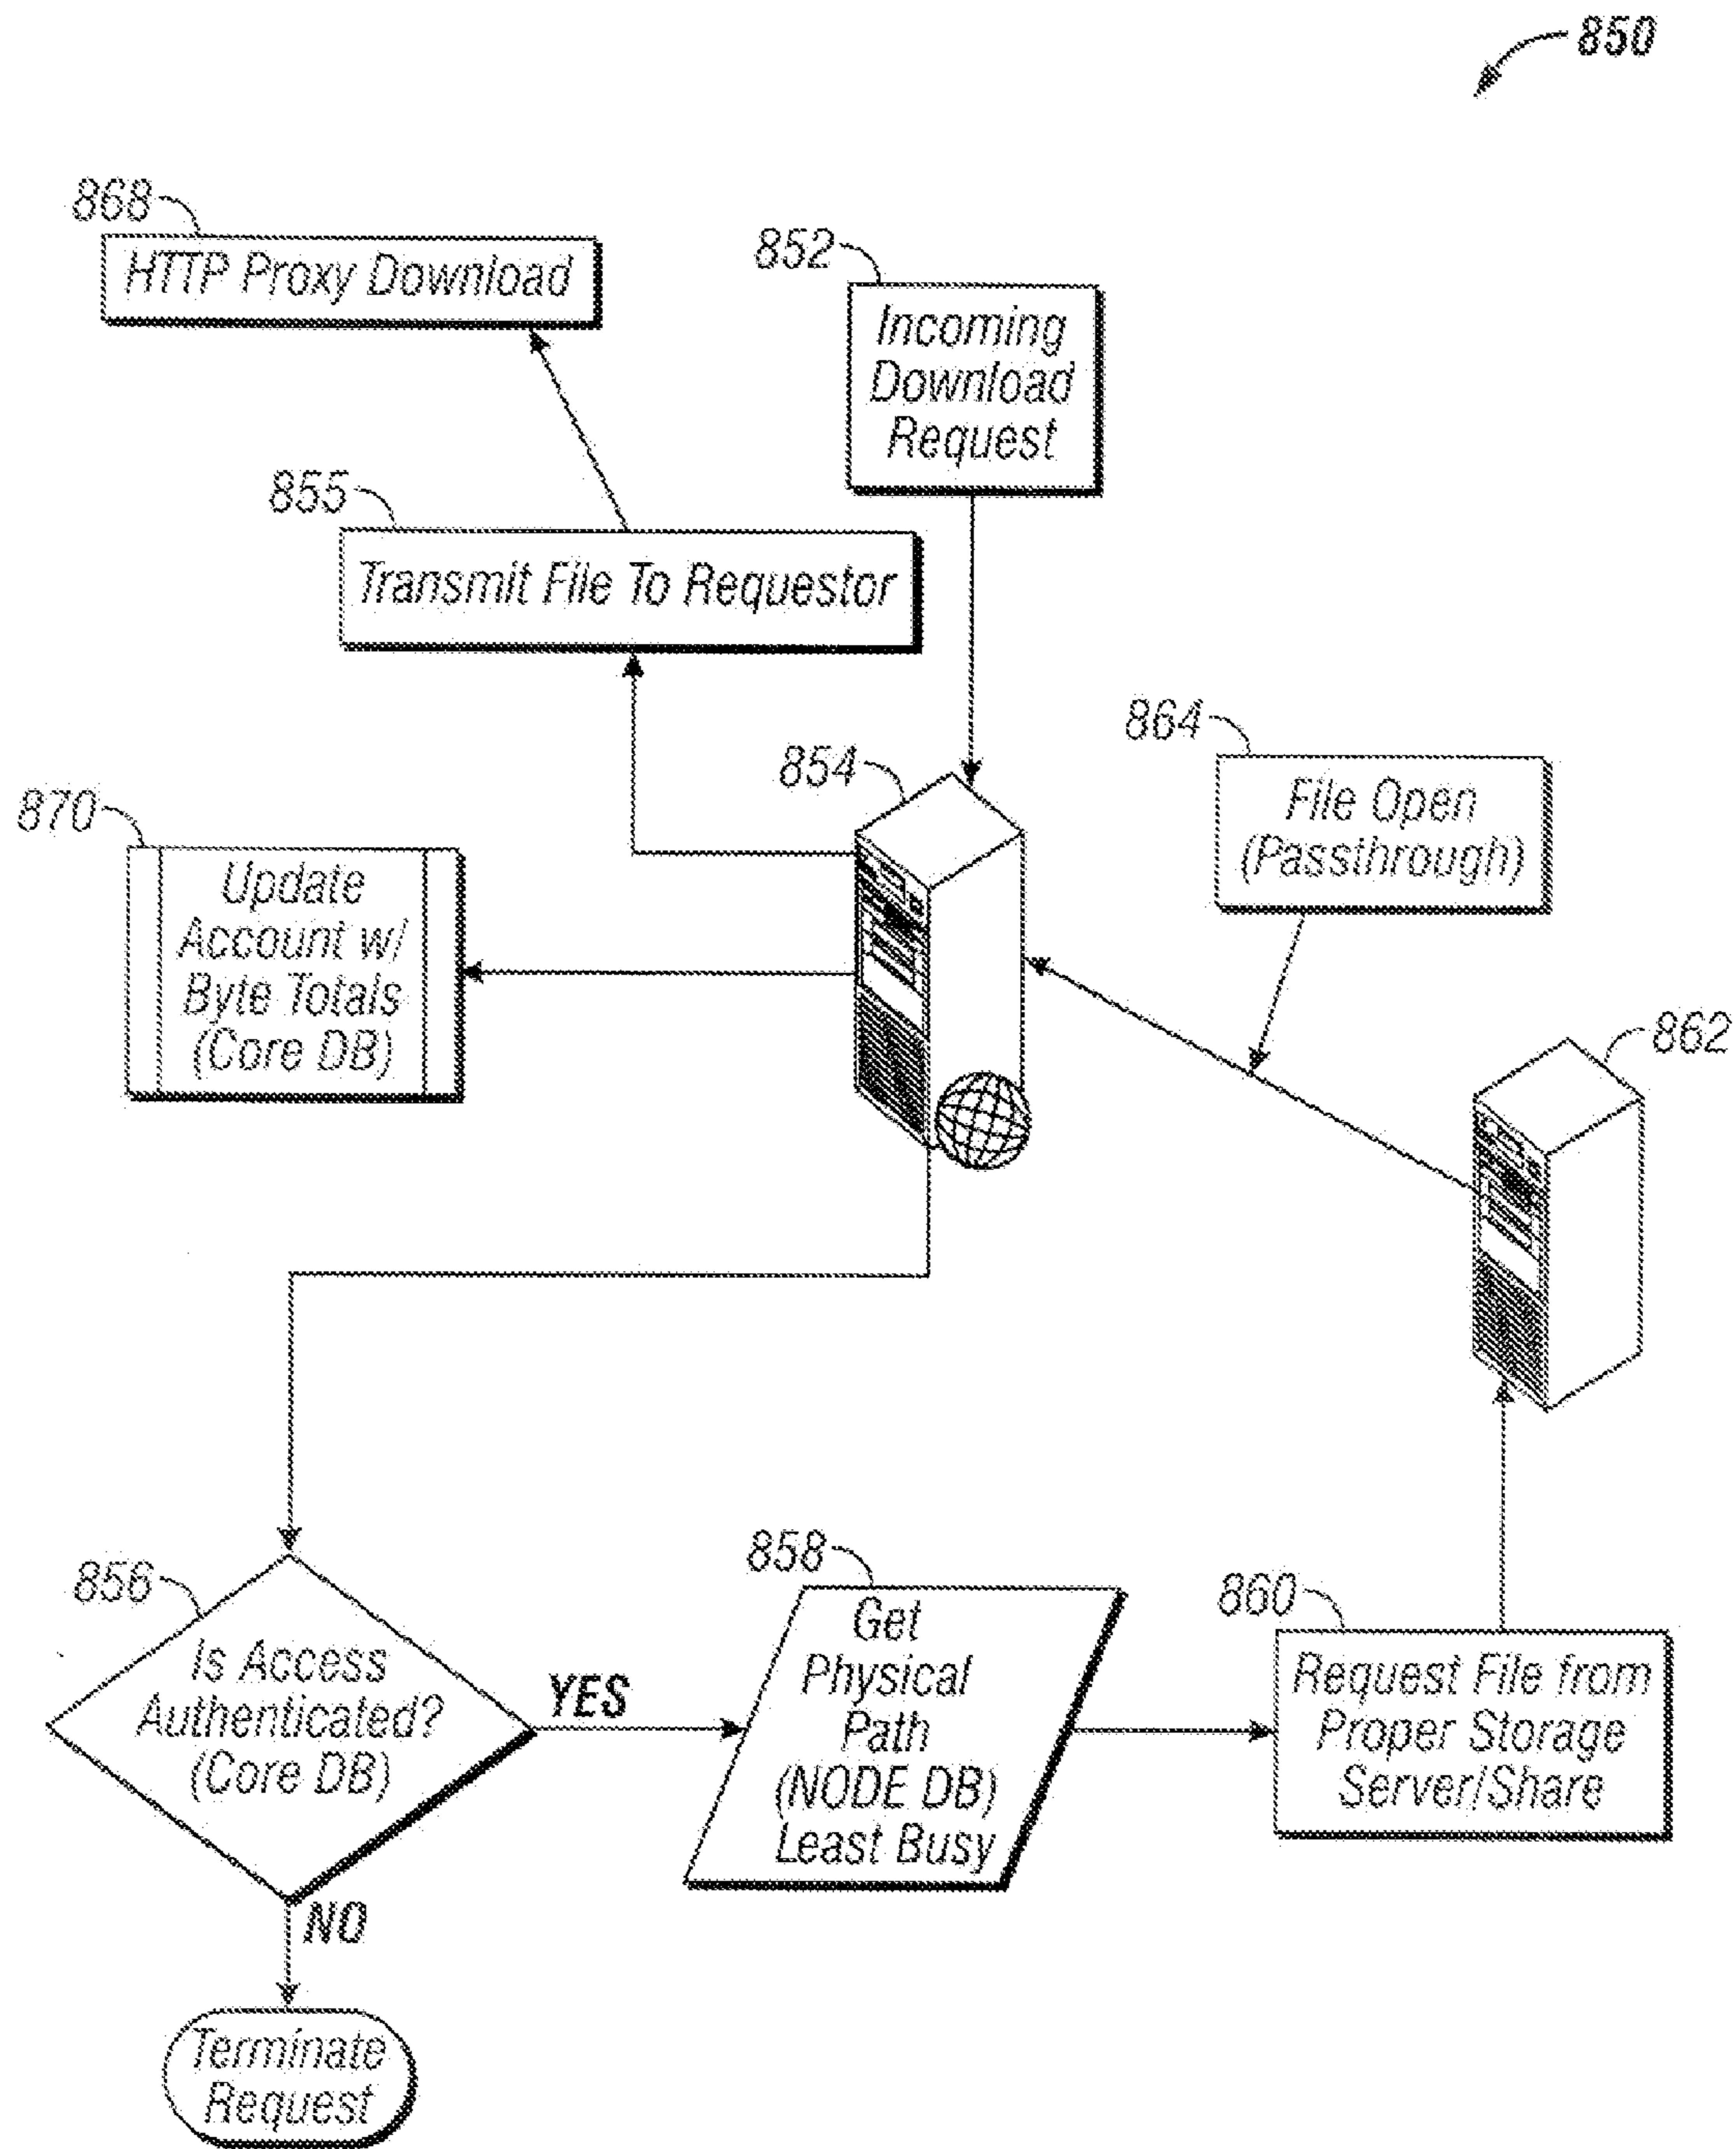 850
868
HTTP Proxy Download
852
Incoming
Download
Request
855
Transmit File To Requestor
864
File Open
(Passthrough)
854
870
Update
Account w/
Byte Totals
(Core DB)
862
856
Is Access
Authenticated?
(Core DB)
YES
NO
858
Get
Physical
Path
(NODE DB)
Least Busy
860
Request File from
Proper Storage
Server/Share
Terminate
Request